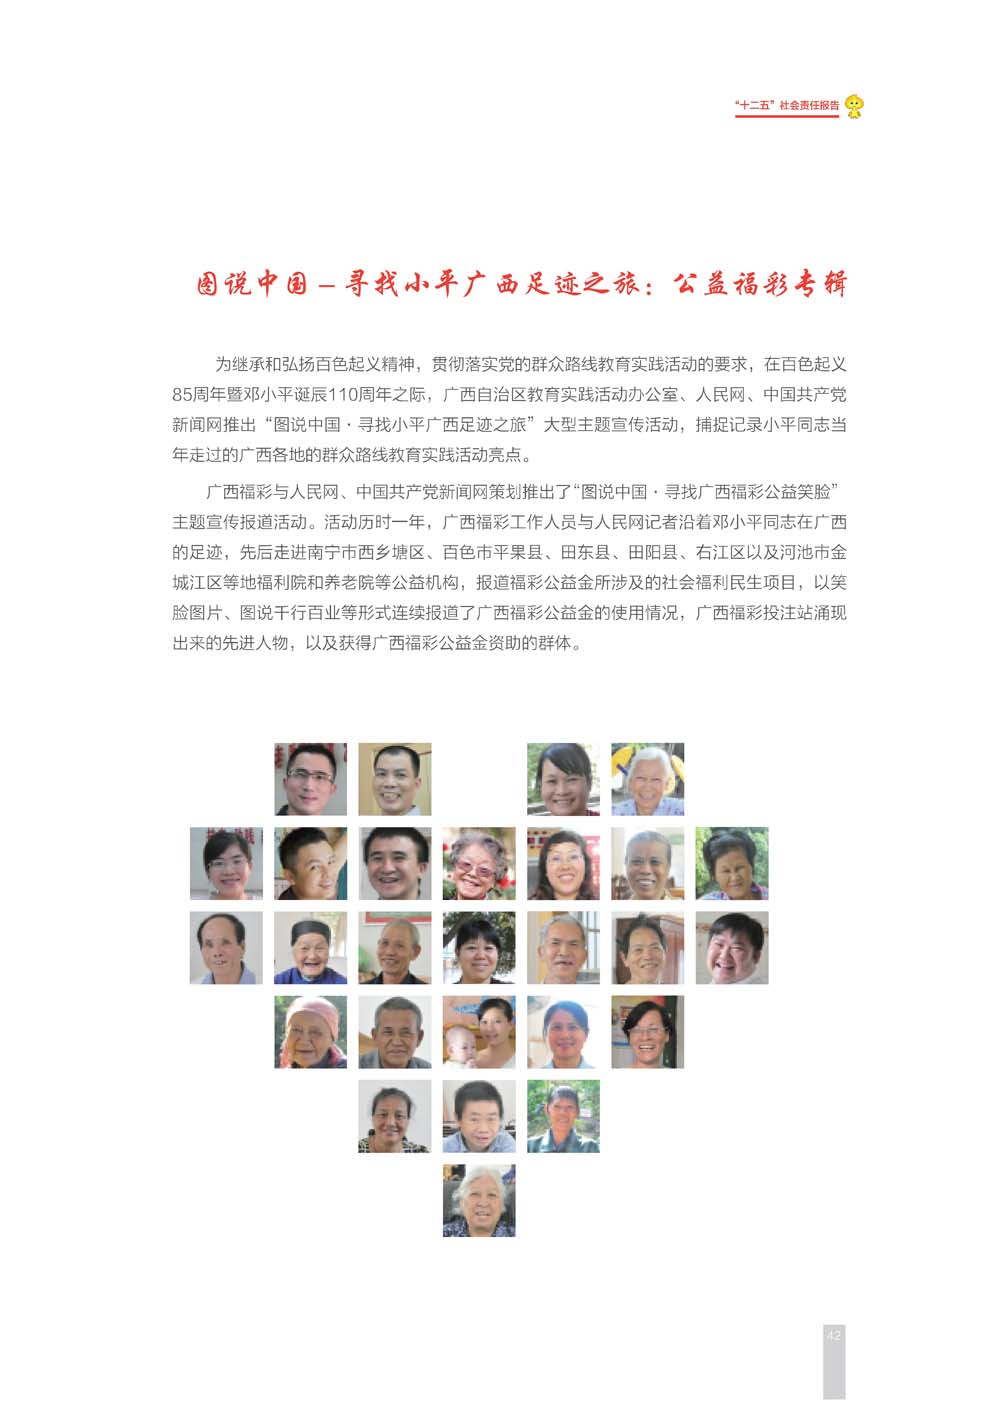 “十二五”社会责任报告
图说中国－寻找小平广西足迹之旅：公益福彩专辑
为继承和弘扬百色起义精神，贯彻落实党的群众路线教育实践活动的要求，在百色起义
85周年暨邓小平诞辰110周年之际，广西自治区教育实践活动办公室、人民网、中国共产党
新闻网推出“图说中国·寻找小平广西足迹之旅”大型主题宣传活动，捕捉记录小平同志当
年走过的广西各地的群众路线教育实践活动亮点。
广西福彩与人民网、中国共产党新闻网策划推出了“图说中国·寻找广西福彩公益笑脸”
主题宣传报道活动。活动历时一年，广西福彩工作人员与人民网记者沿着邓小平同志在广西
的足迹，先后走进南宁市西乡塘区、百色市平果县、田东县、田阳县、右江区以及河池市金
城江区等地福利院和养老院等公益机构，报道福彩公益金所涉及的社会福利民生项目，以笑
脸图片、图说干行百业等形式连续报道了广西福彩公益金的使用情况，广西福彩投注站涌现
出来的先进人物，以及获得广西福彩公益金资助的群体。
42